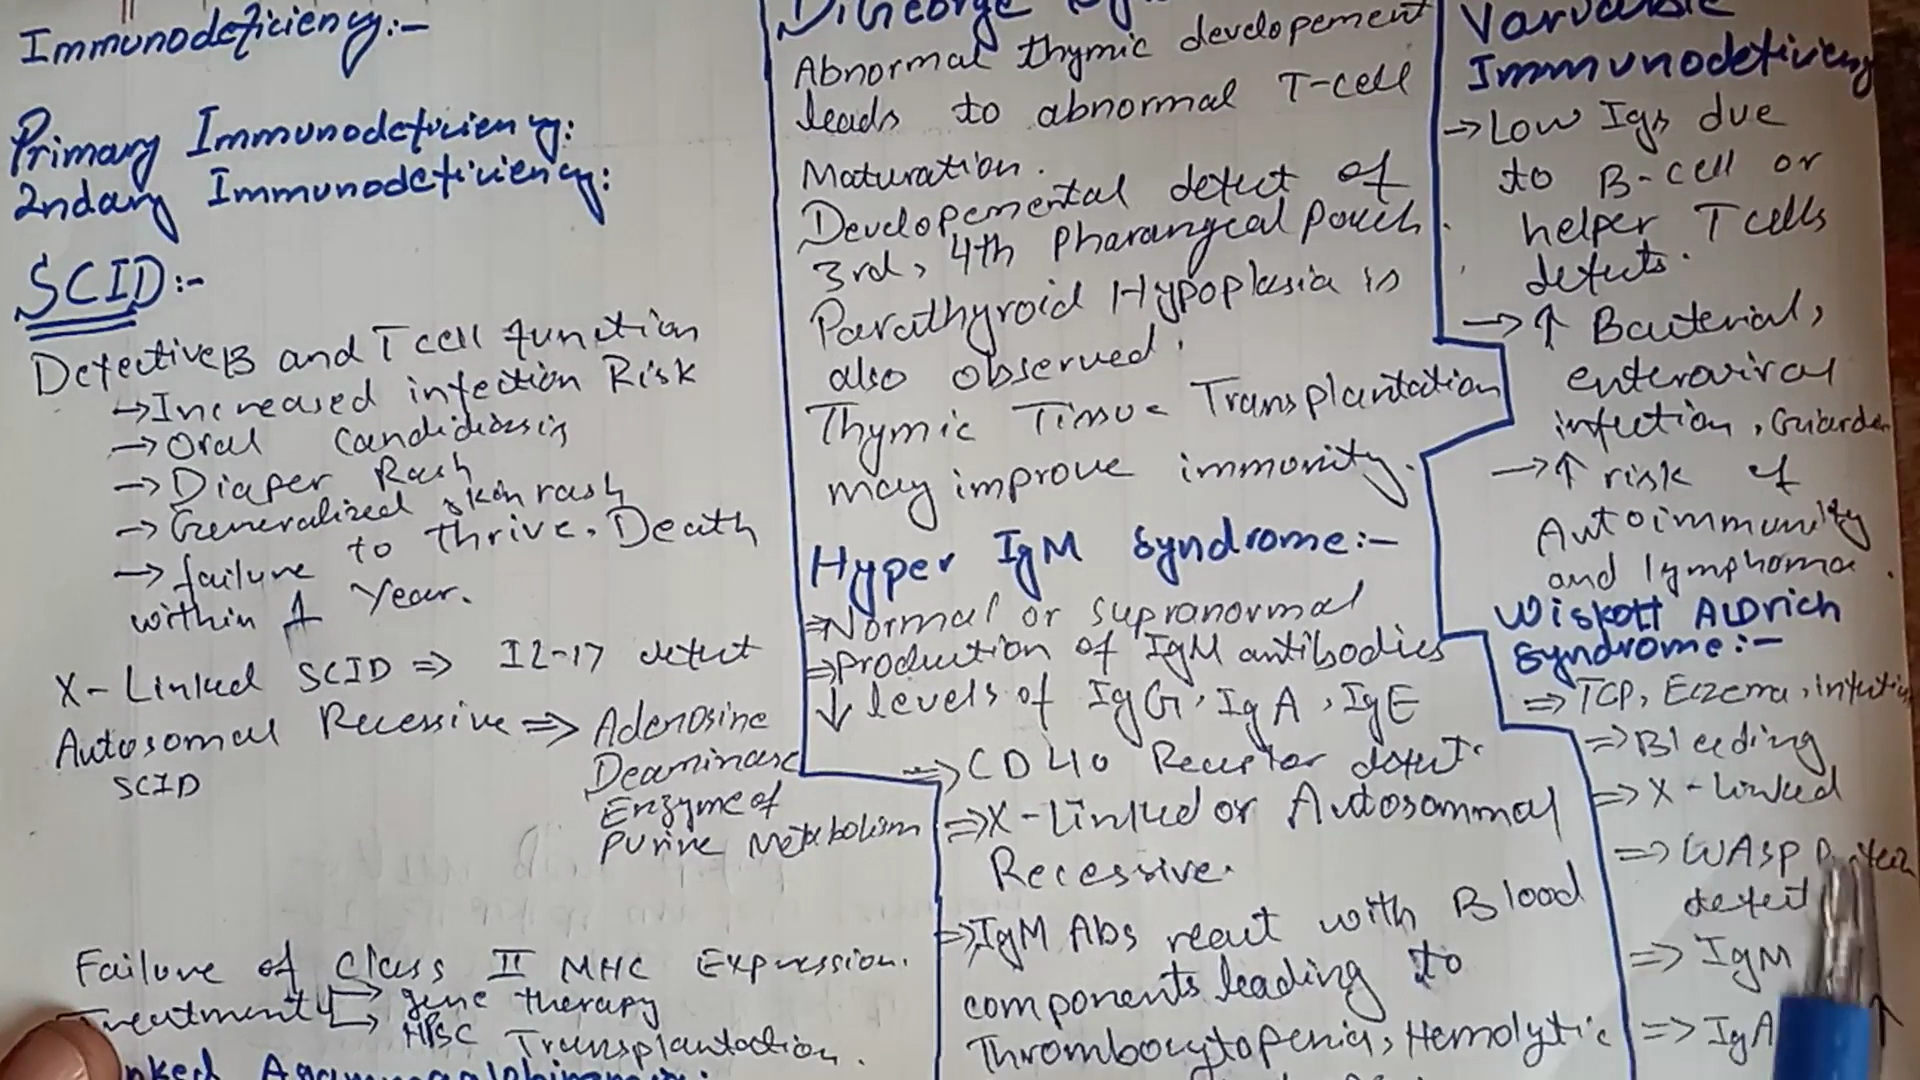 Immunodeficiency:-
Primary Immunodeficiency:
2ndary Immunodeficiency:
SCID:-
Defective B and T cell function
→Increased infection Risk
→Oral Candidiasis
→Diaper Rash
→Generalized skin rash
→failure to thrive. Death
within 1 Year.
X-Linked SCID ⇒ I2-17 defect
Autosomal Recessive ⇒ Adenosine
SCID Deaminase
Enzyme of
Purine Metabolism
Failure of Class II MHC Expression.
Treatment → gene therapy
→ HPSC Transplantation.
DiGeorge
Abnormal thymic developement
leads to abnormal T-cell
Maturation.
Developemental defect of
3rd, 4th Pharangeal Pouch.
Parathyroid Hypoplasia is
also observed.
Thymic Tissue Transplantation
may improve immunity.
Hyper IgM Syndrome:-
⇒Normal or supranormal
⇒Production of IgM antibodies
↓ levels of IgG, IgA, IgE
⇒CD40 Receptor defect.
⇒X-Linked or Autosommal
Recessive.
⇒IgM Abs react with Blood
components leading to
Thrombocytopenia, Hemolytic
Variable
Immunodeficiency
→Low Igs due
to B-cell or
helper T cells
defects.
→↑ Bacterial,
enteroviral
infection,
→↑ risk of
Autoimmunity
and lymphoma.
Wiskott ALDrich
Syndrome:-
⇒TCP, Eczema,
⇒Bleeding
⇒X-Linked
⇒WASP
defect
⇒IgM
⇒IgA ↑